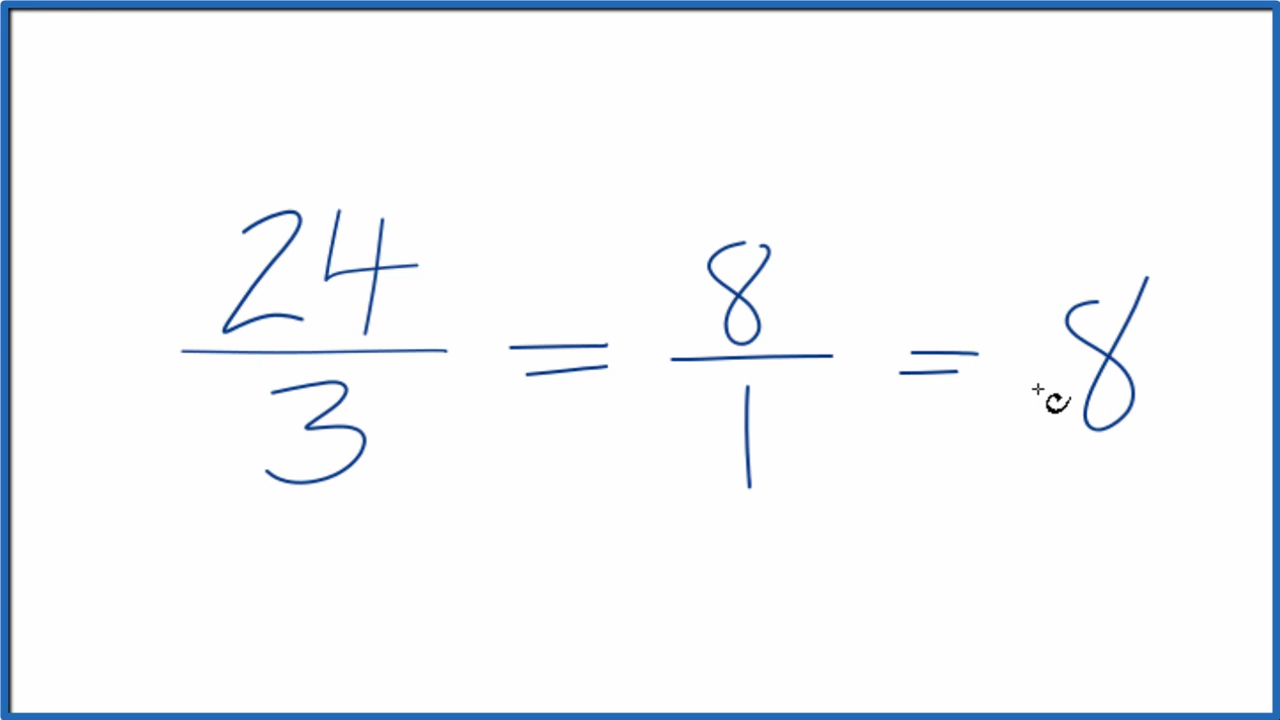 24/3 = 8/1 = 8